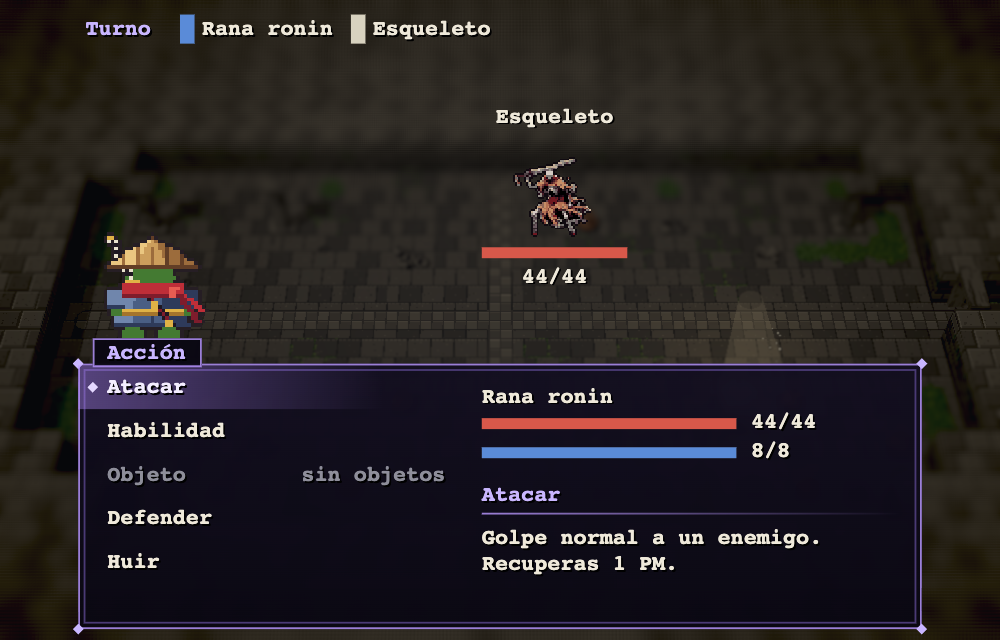 Turno Rana ronin Esqueleto
Esqueleto
44/44
Acción
Atacar
Habilidad
Objeto sin objetos
Defender
Huir
Rana ronin
44/44
8/8
Atacar
Golpe normal a un enemigo.
Recuperas 1 PM.